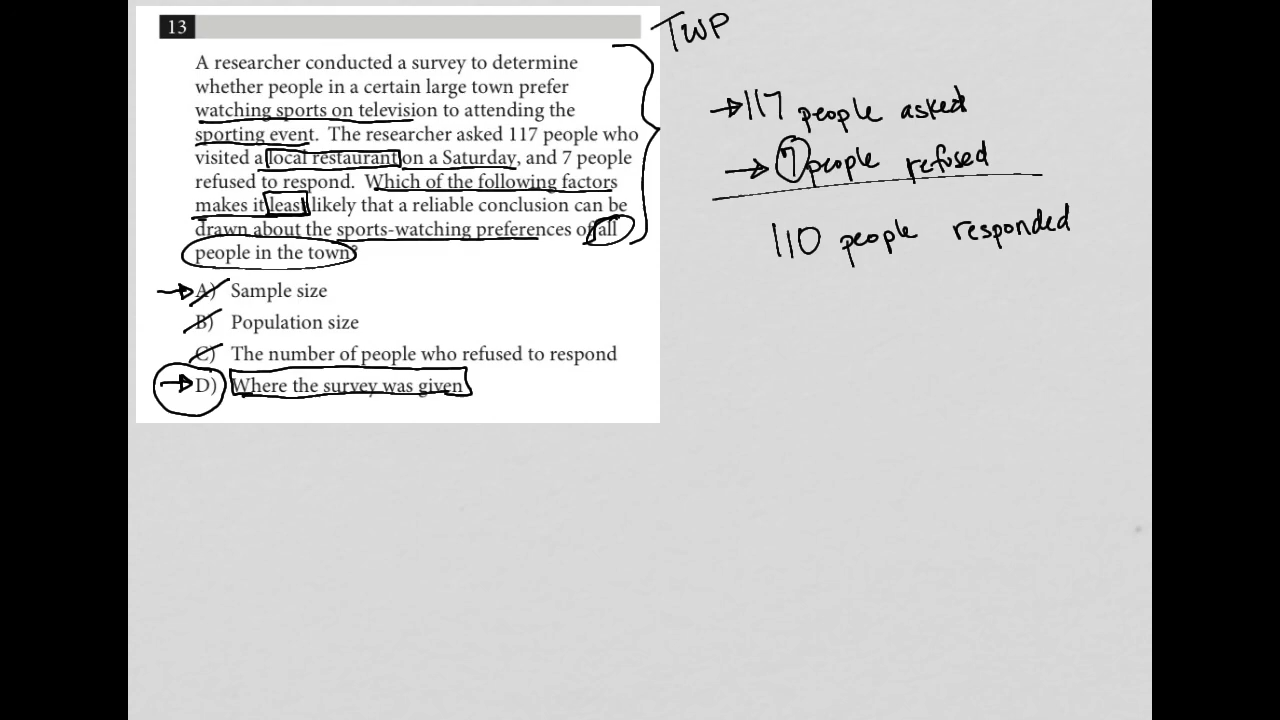 13
A researcher conducted a survey to determine
whether people in a certain large town prefer
watching sports on television to attending the
sporting event. The researcher asked 117 people who
visited a local restaurant on a Saturday, and 7 people
refused to respond. Which of the following factors
makes it least likely that a reliable conclusion can be
drawn about the sports-watching preferences of all
people in the town?
A) Sample size
B) Population size
C) The number of people who refused to respond
D) Where the survey was given
TWP
→117 people asked
→ 7 people refused
110 people responded